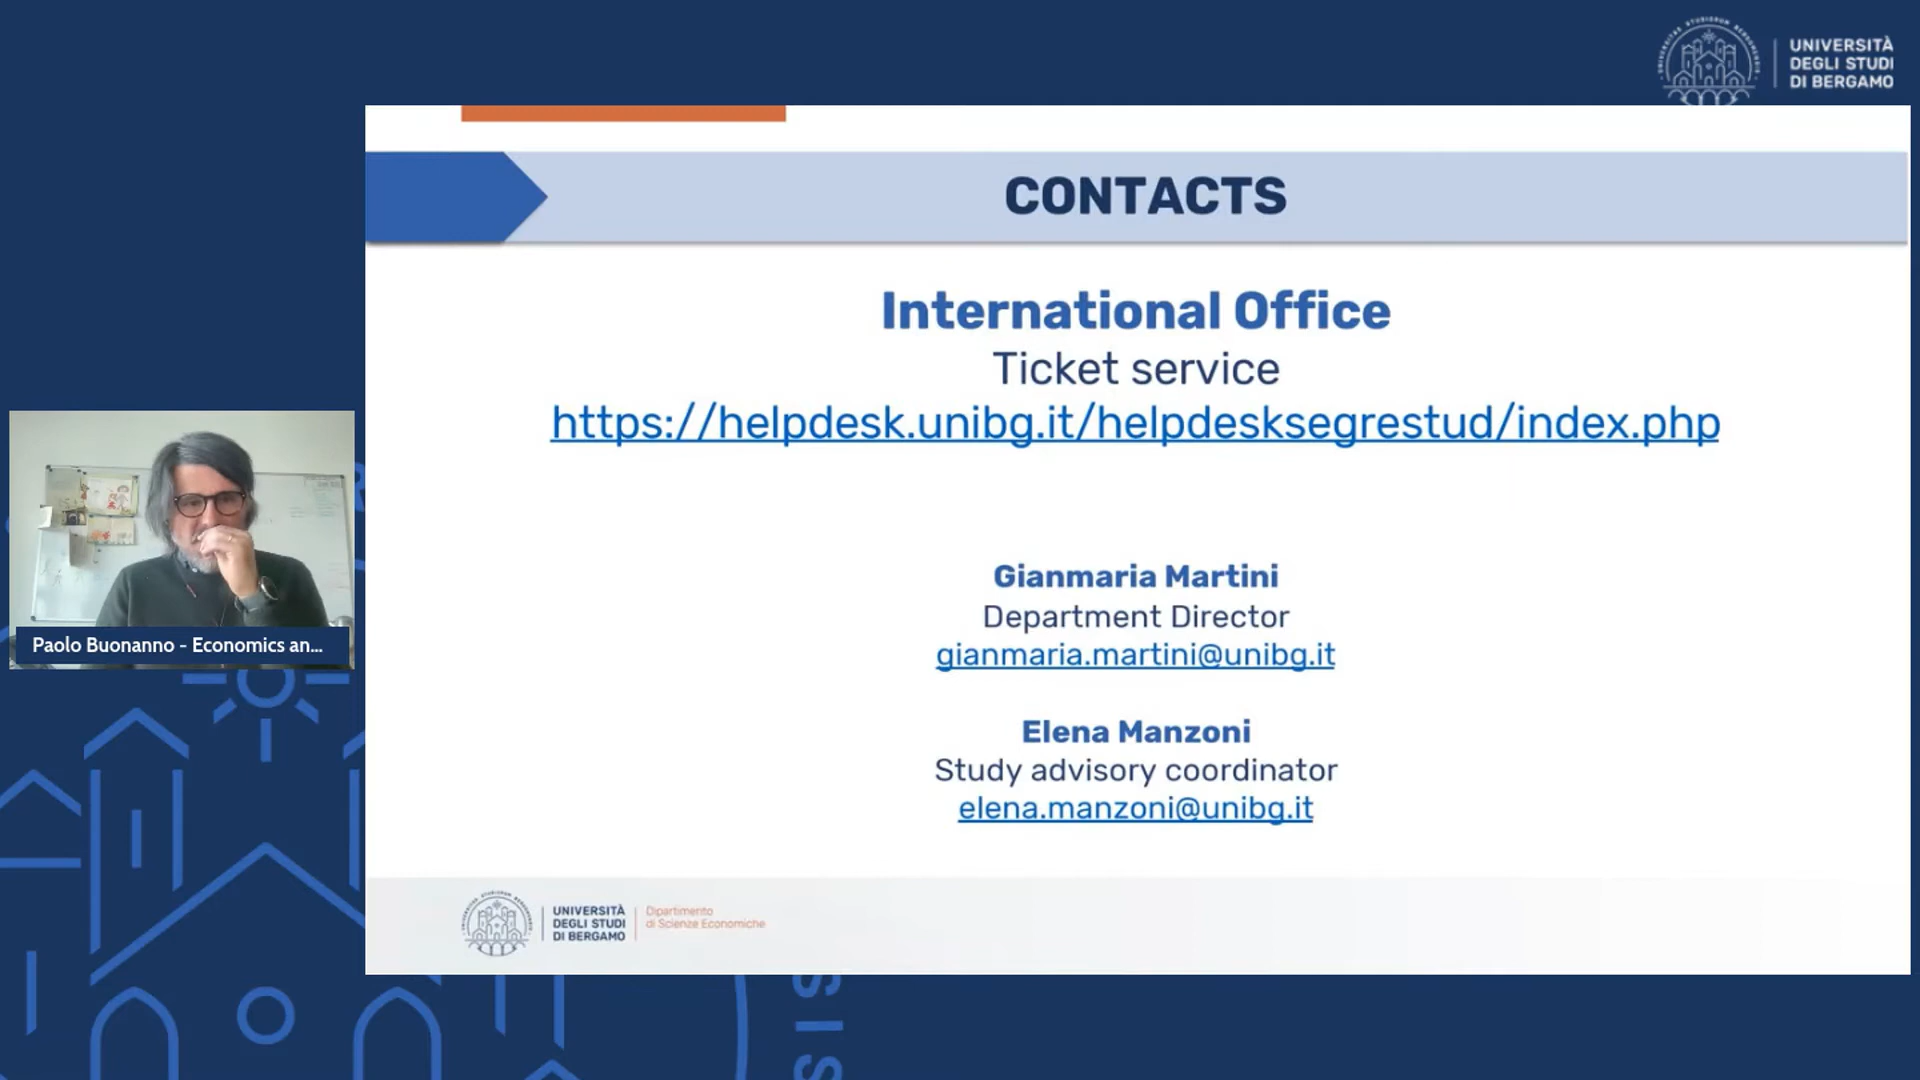 UNIVERSITÀ
DEGLI STUDI
DI BERGAMO
CONTACTS
International Office
Ticket service
https://helpdesk.unibg.it/helpdesksegrestud/index.php
Paolo Buonanno - Economics an...
Gianmaria Martini
Department Director
gianmaria.martini@unibg.it
Elena Manzoni
Study advisory coordinator
elena.manzoni@unibg.it
UNIVERSITÀ
DEGLI STUDI
DI BERGAMO
Dipartimento
di Scienze Economiche